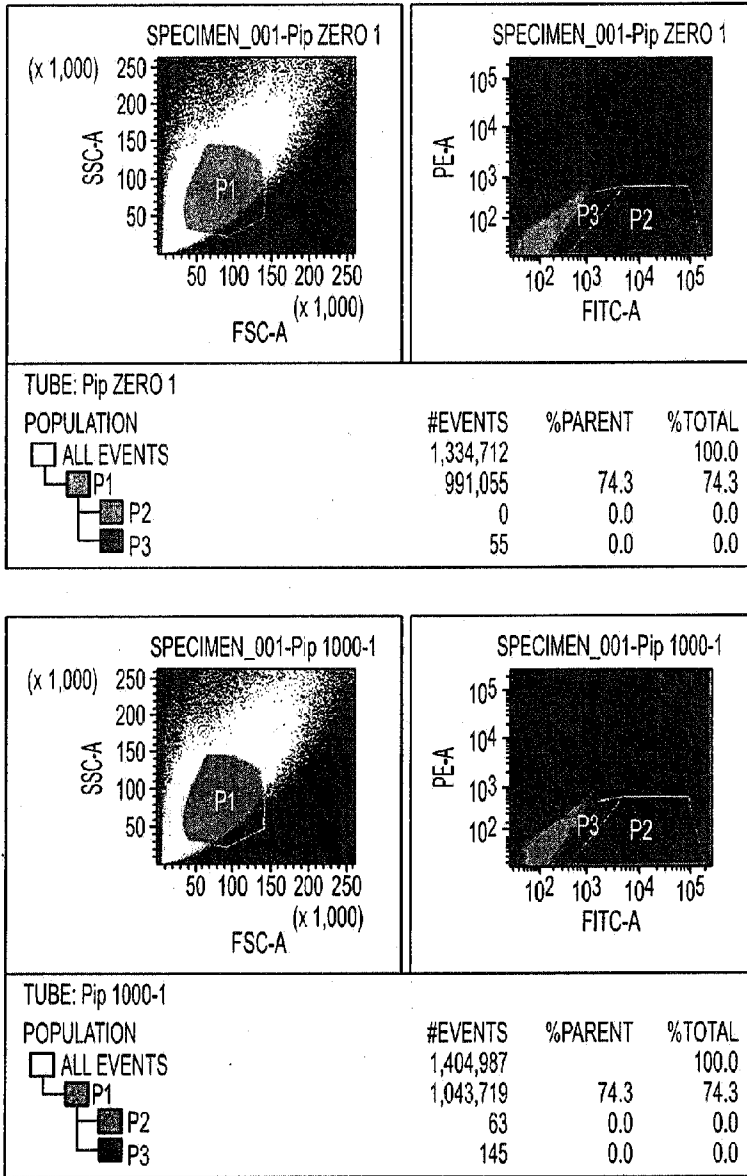 SPECIMEN_001-Pip ZERO 1
(x 1,000)
250
200
150
100
50
SSC-A
P1
50 100 150 200 250
(x 1,000)
FSC-A
SPECIMEN_001-Pip ZERO 1
10^5
10^4
10^3
10^2
PE-A
P3 P2
10^2 10^3 10^4 10^5
FITC-A
TUBE: Pip ZERO 1
POPULATION #EVENTS %PARENT %TOTAL
ALL EVENTS 1,334,712 100.0
P1 991,055 74.3 74.3
P2 0 0.0 0.0
P3 55 0.0 0.0
SPECIMEN_001-Pip 1000-1
(x 1,000)
250
200
150
100
50
SSC-A
P1
50 100 150 200 250
(x 1,000)
FSC-A
SPECIMEN_001-Pip 1000-1
10^5
10^4
10^3
10^2
PE-A
P3 P2
10^2 10^3 10^4 10^5
FITC-A
TUBE: Pip 1000-1
POPULATION #EVENTS %PARENT %TOTAL
ALL EVENTS 1,404,987 100.0
P1 1,043,719 74.3 74.3
P2 63 0.0 0.0
P3 145 0.0 0.0